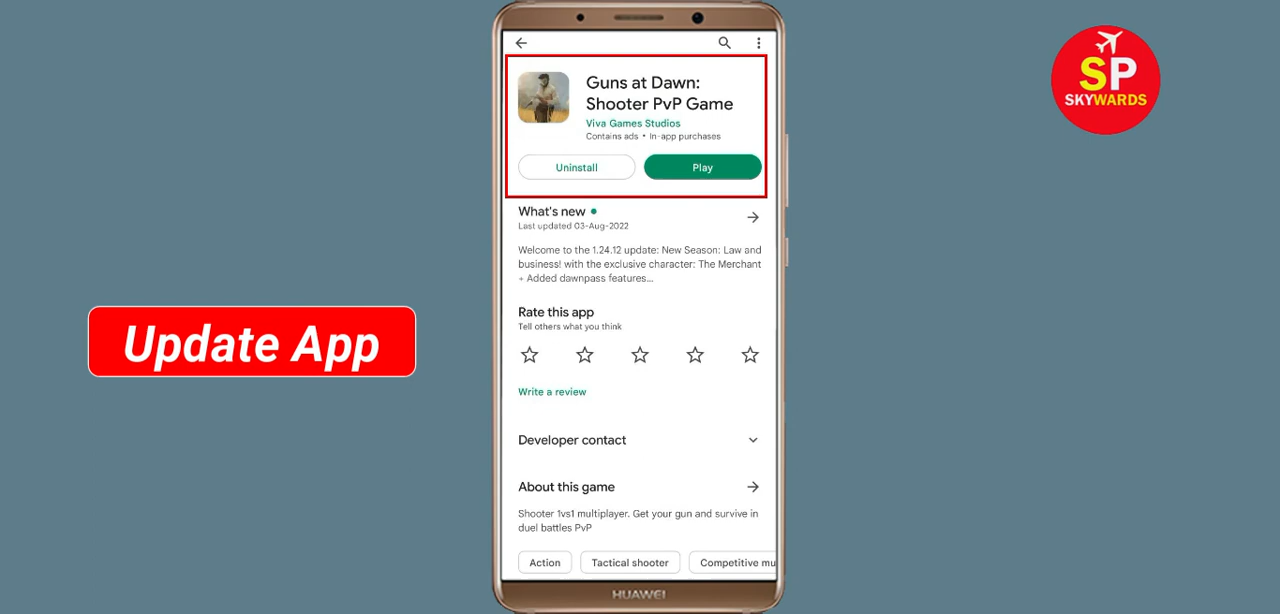 SP
SKYWARDS
Guns at Dawn:
Shooter PvP Game
Viva Games Studios
Contains ads • In-app purchases
Uninstall
Play
What's new
Last updated 03-Aug-2022
Welcome to the 1.24.12 update: New Season: Law and
business! with the exclusive character: The Merchant
+ Added dawnpass features...
Update App
Rate this app
Tell others what you think
Write a review
Developer contact
About this game
Shooter 1vs1 multiplayer. Get your gun and survive in
duel battles PvP
Action
Tactical shooter
Competitive mu
HUAWEI